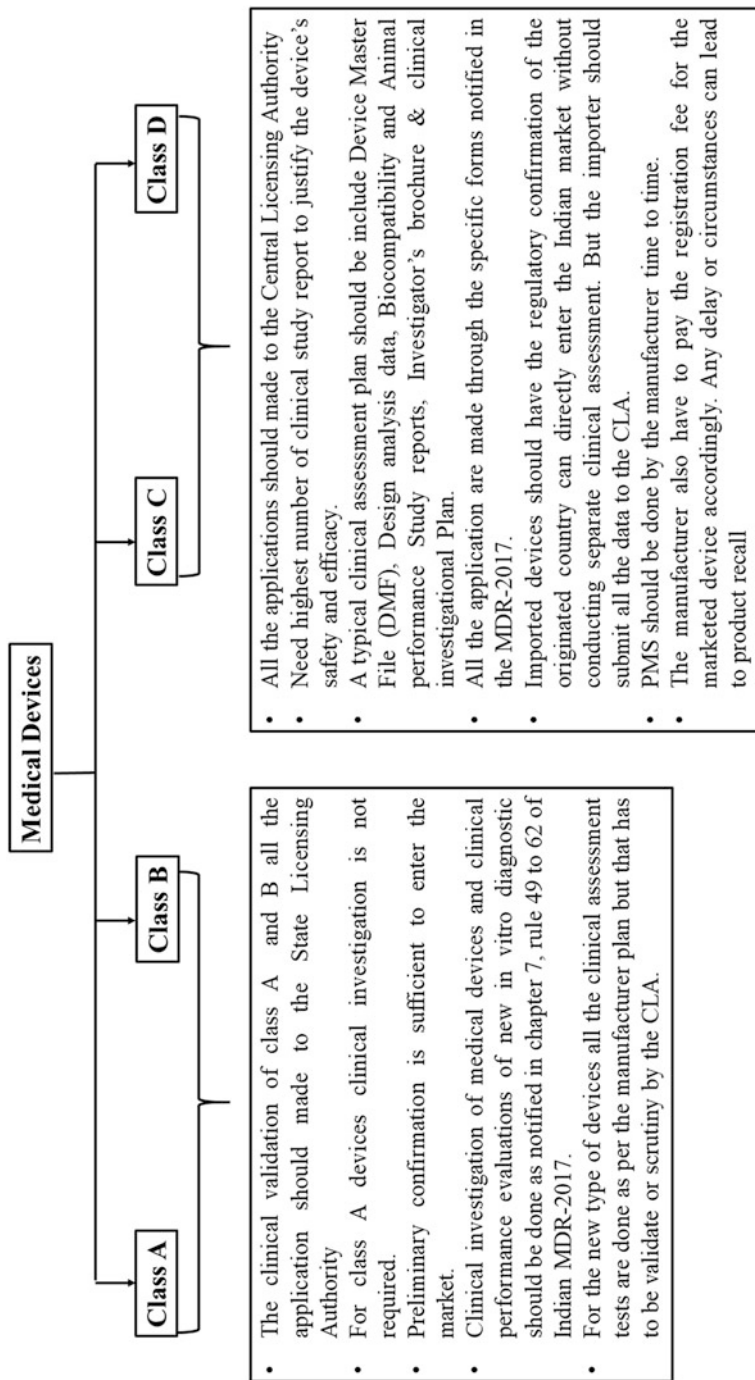 Medical Devices
Class A
Class B
Class C
Class D
• The clinical validation of class A and B all the
application should made to the State Licensing
Authority
• For class A devices clinical investigation is not
required.
• Preliminary confirmation is sufficient to enter the
market.
• Clinical investigation of medical devices and clinical
performance evaluations of new in vitro diagnostic
should be done as notified in chapter 7, rule 49 to 62 of
Indian MDR-2017.
• For the new type of devices all the clinical assessment
tests are done as per the manufacturer plan but that has
to be validate or scrutiny by the CLA.
• All the applications should made to the Central Licensing Authority
• Need highest number of clinical study report to justify the device's
safety and efficacy.
• A typical clinical assessment plan should be include Device Master
File (DMF), Design analysis data, Biocompatibility and Animal
performance Study reports, Investigator's brochure & clinical
investigational Plan.
• All the application are made through the specific forms notified in
the MDR-2017.
• Imported devices should have the regulatory confirmation of the
originated country can directly enter the Indian market without
conducting separate clinical assessment. But the importer should
submit all the data to the CLA.
• PMS should be done by the manufacturer time to time.
• The manufacturer also have to pay the registration fee for the
marketed device accordingly. Any delay or circumstances can lead
to product recall